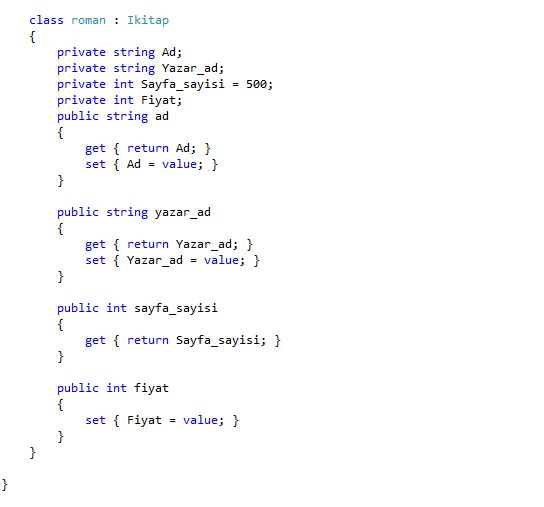 class roman : Ikitap
{
private string Ad;
private string Yazar_ad;
private int Sayfa_sayisi = 500;
private int Fiyat;
public string ad
{
get { return Ad; }
set { Ad = value; }
}
public string yazar_ad
{
get { return Yazar_ad; }
set { Yazar_ad = value; }
}
public int sayfa_sayisi
{
get { return Sayfa_sayisi; }
}
public int fiyat
{
set { Fiyat = value; }
}
}
}